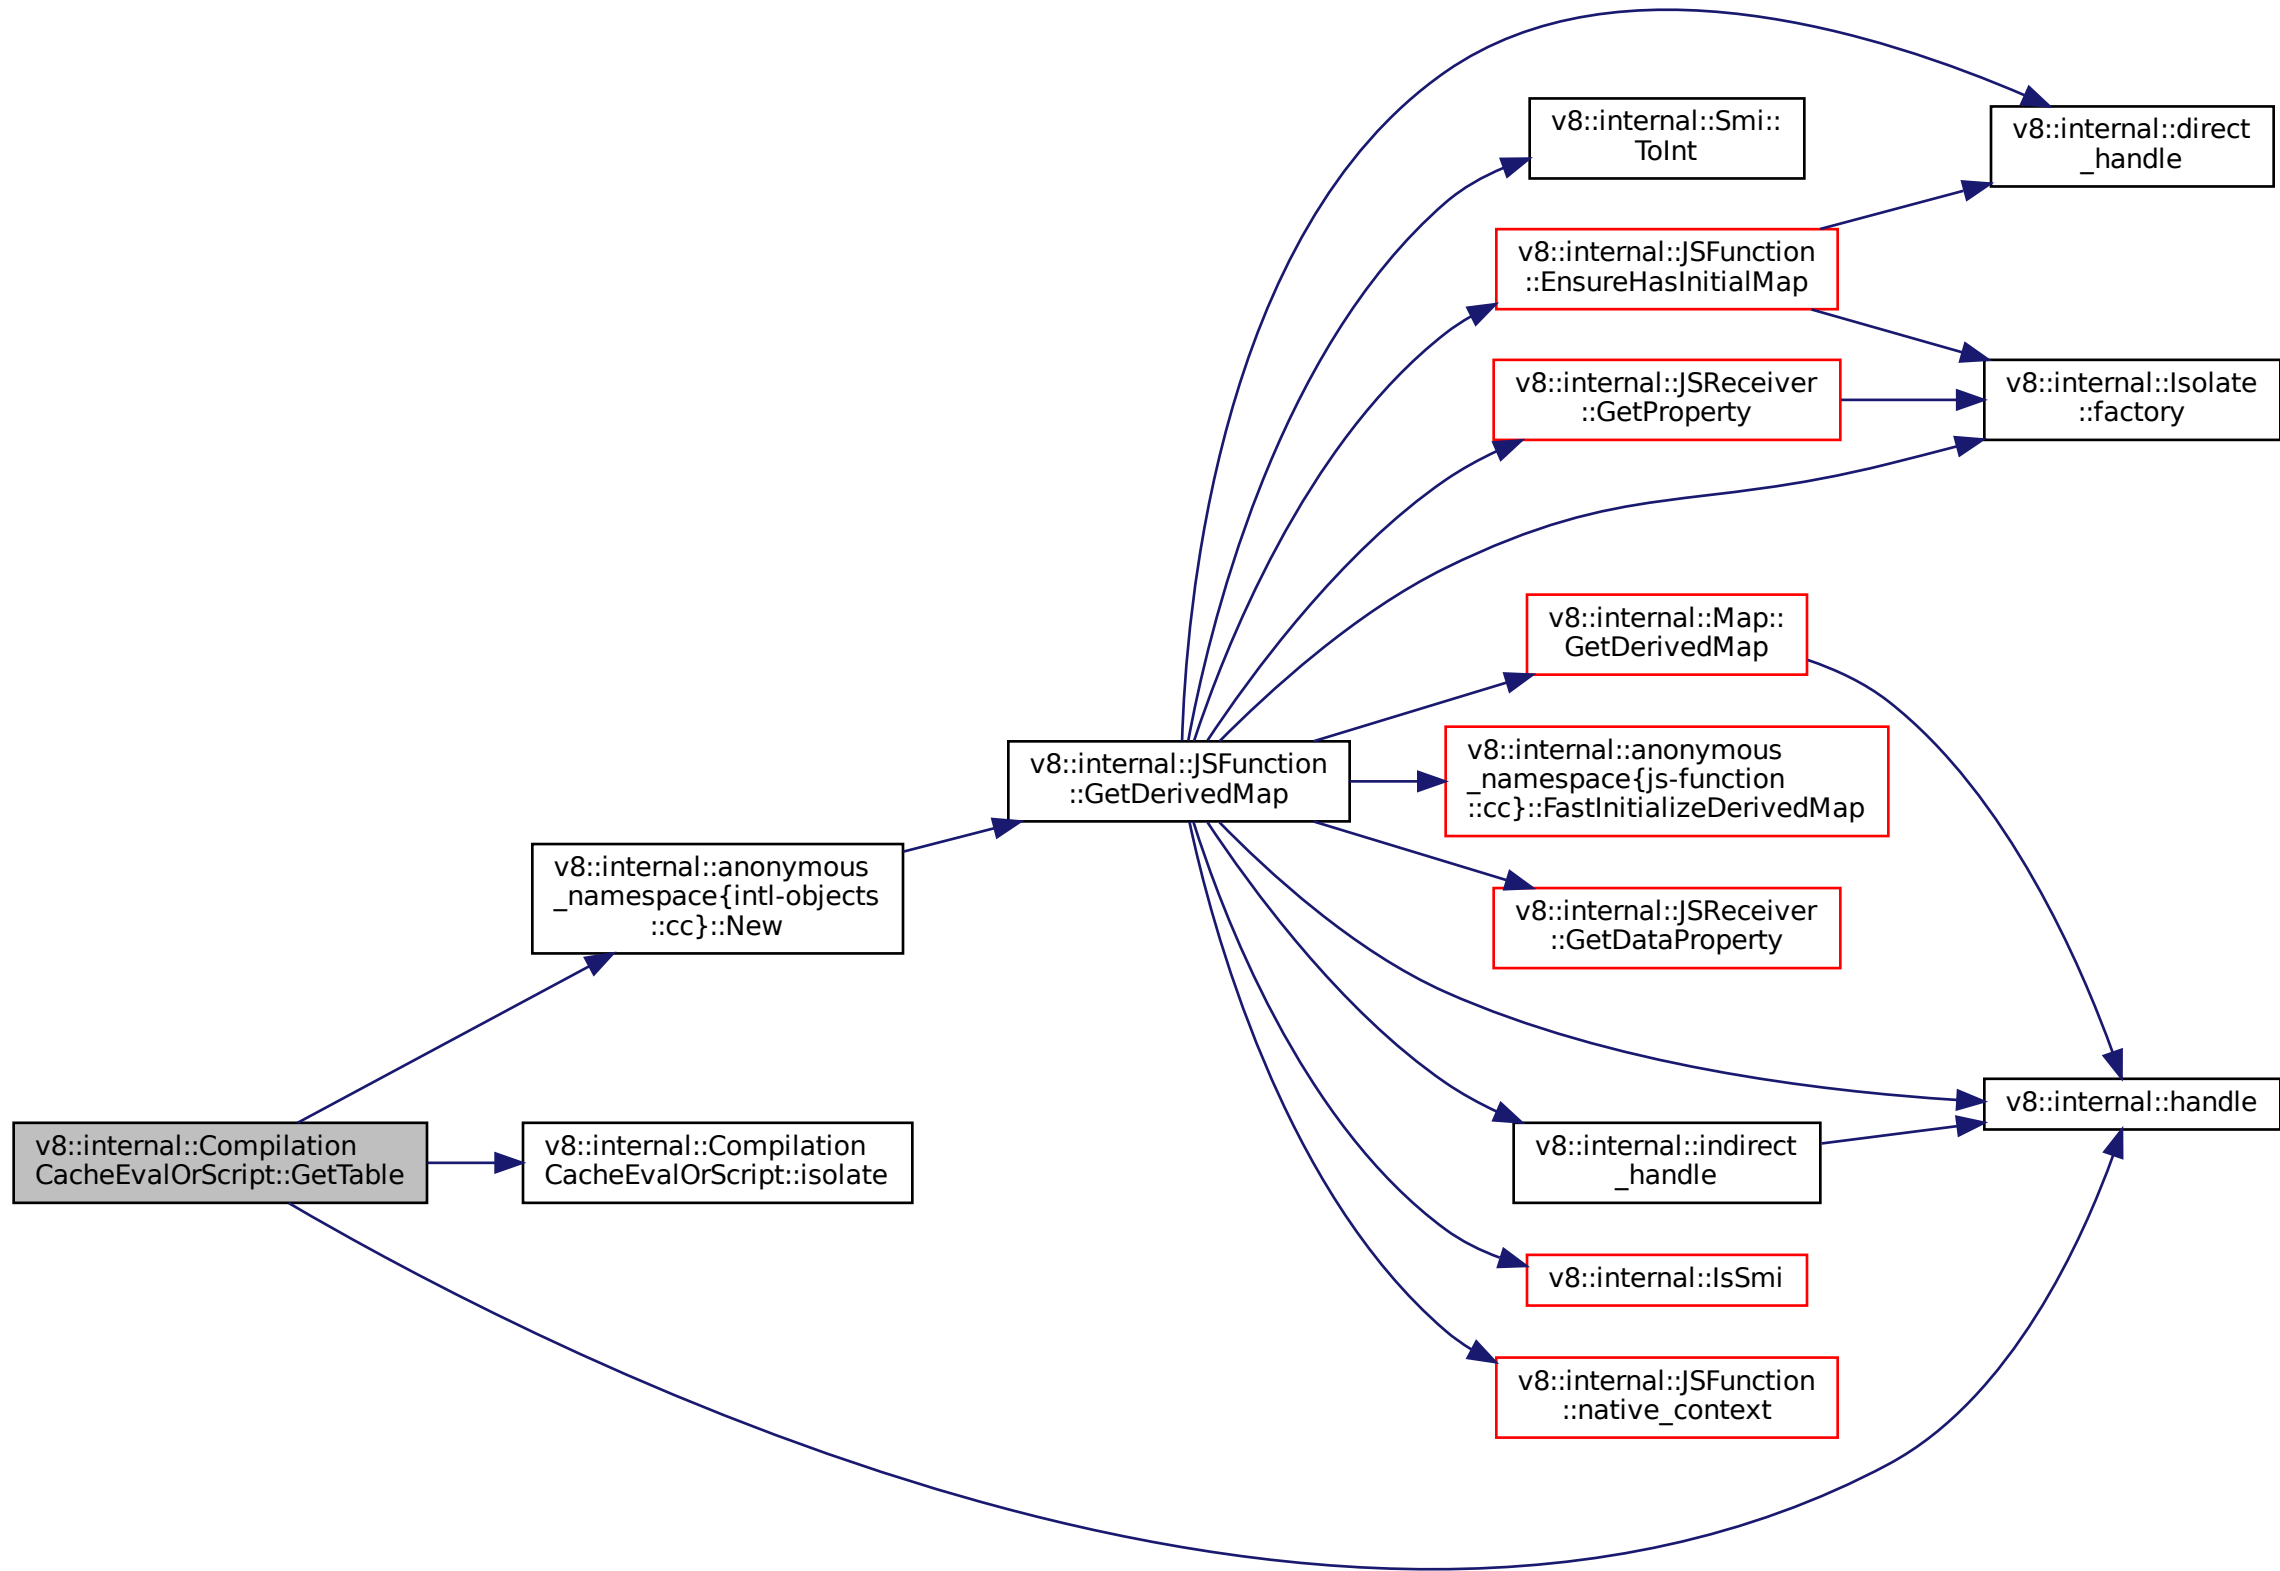 v8::internal::Compilation
CacheEvalOrScript::GetTable
v8::internal::anonymous
_namespace{intl-objects
::cc}::New
v8::internal::Compilation
CacheEvalOrScript::isolate
v8::internal::JSFunction
::GetDerivedMap
v8::internal::Smi::
ToInt
v8::internal::JSFunction
::EnsureHasInitialMap
v8::internal::JSReceiver
::GetProperty
v8::internal::Map::
GetDerivedMap
v8::internal::anonymous
_namespace{js-function
::cc}::FastInitializeDerivedMap
v8::internal::JSReceiver
::GetDataProperty
v8::internal::indirect
_handle
v8::internal::IsSmi
v8::internal::JSFunction
::native_context
v8::internal::direct
_handle
v8::internal::Isolate
::factory
v8::internal::handle